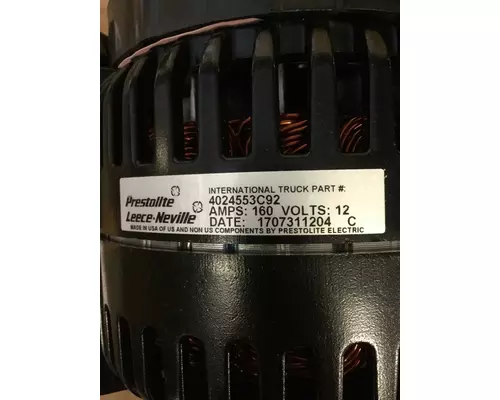 INTERNATIONAL TRUCK PART #:
Prestolite
Leece-Neville
4024553C92
AMPS: 160 VOLTS: 12
DATE: 1707311204 C
MADE IN USA OF US AND NON US COMPONENTS BY PRESTOLITE ELECTRIC